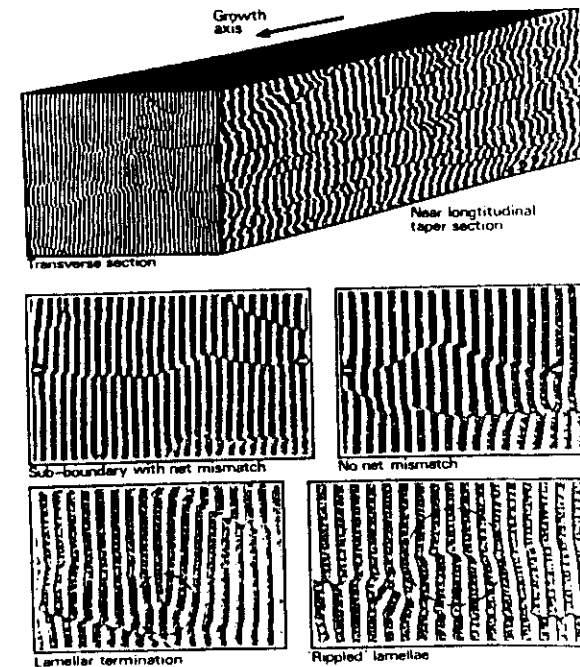 Growth
axis
Near longtitudinal
taper section
Transverse section
Sub-boundary with net mismatch
No net mismatch
Lamellar termination
'Rippled' lamellae